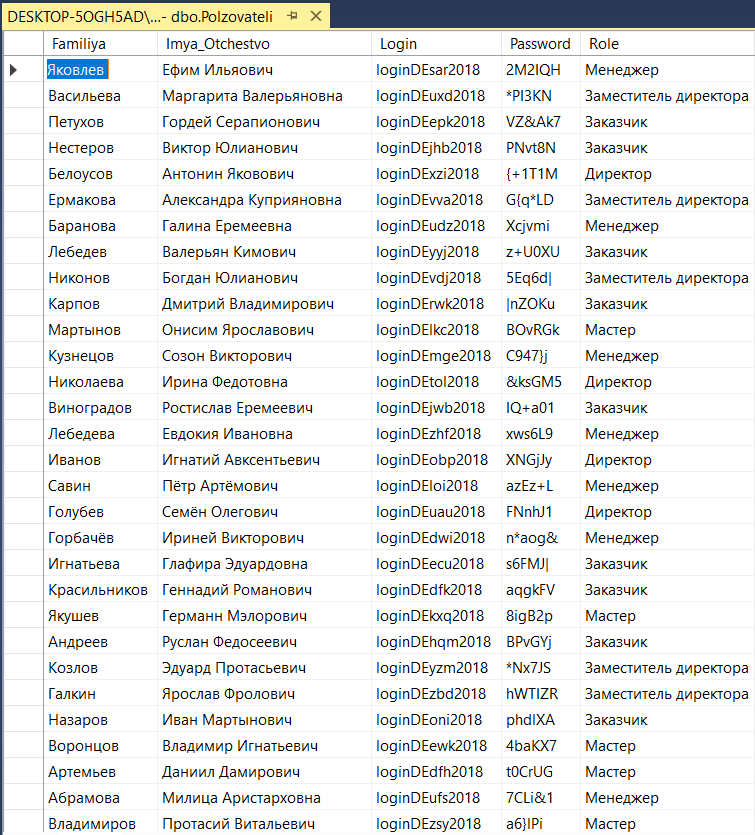 DESKTOP-5OGH5AD\...- dbo.Polzovateli
Familiya Imya_Otchestvo Login Password Role
Яковлев Ефим Ильяович loginDEsar2018 2M2IQH Менеджер
Васильева Маргарита Валерьяновна loginDEuxd2018 *PI3KN Заместитель директора
Петухов Гордей Серапионович loginDEepk2018 VZ&Ak7 Заказчик
Нестеров Виктор Юлианович loginDEjhb2018 PNvt8N Заказчик
Белоусов Антонин Яковович loginDExzi2018 {+1T1M Директор
Ермакова Александра Куприяновна loginDEvva2018 G{q*LD Заместитель директора
Баранова Галина Еремеевна loginDEudz2018 Xcjvmi Менеджер
Лебедев Валерьян Кимович loginDEyyj2018 z+U0XU Заказчик
Никонов Богдан Юлианович loginDEvdj2018 5Eq6d| Заместитель директора
Карпов Дмитрий Владимирович loginDErwk2018 |nZOKu Заказчик
Мартынов Онисим Ярославович loginDElkc2018 BOvRGk Мастер
Кузнецов Созон Викторович loginDEmge2018 C947}j Менеджер
Николаева Ирина Федотовна loginDEtol2018 &ksGM5 Директор
Виноградов Ростислав Еремеевич loginDEjwb2018 IQ+a01 Заказчик
Лебедева Евдокия Ивановна loginDEzhf2018 xws6L9 Менеджер
Иванов Игнатий Авксентьевич loginDEobp2018 XNGjJy Директор
Савин Пётр Артёмович loginDEloi2018 azEz+L Менеджер
Голубев Семён Олегович loginDEuau2018 FNnhJ1 Директор
Горбачёв Ириней Викторович loginDEdwi2018 n*aog& Менеджер
Игнатьева Глафира Эдуардовна loginDEecu2018 s6FMJ| Заказчик
Красильников Геннадий Романович loginDEdfk2018 aqgkFV Заказчик
Якушев Германн Мэлорович loginDEkxq2018 8igB2p Мастер
Андреев Руслан Федосеевич loginDEhqm2018 BPvGYj Заказчик
Козлов Эдуард Протасьевич loginDEyzm2018 *Nx7JS Заместитель директора
Галкин Ярослав Фролович loginDEzbd2018 hWTIZR Заместитель директора
Назаров Иван Мартынович loginDEoni2018 phdIXA Заказчик
Воронцов Владимир Игнатьевич loginDEewk2018 4baKX7 Мастер
Артемьев Даниил Дамирович loginDEdfh2018 t0CrUG Мастер
Абрамова Милица Аристарховна loginDEufs2018 7CLi&1 Менеджер
Владимиров Протасий Витальевич loginDEzsy2018 a6}IPi Мастер